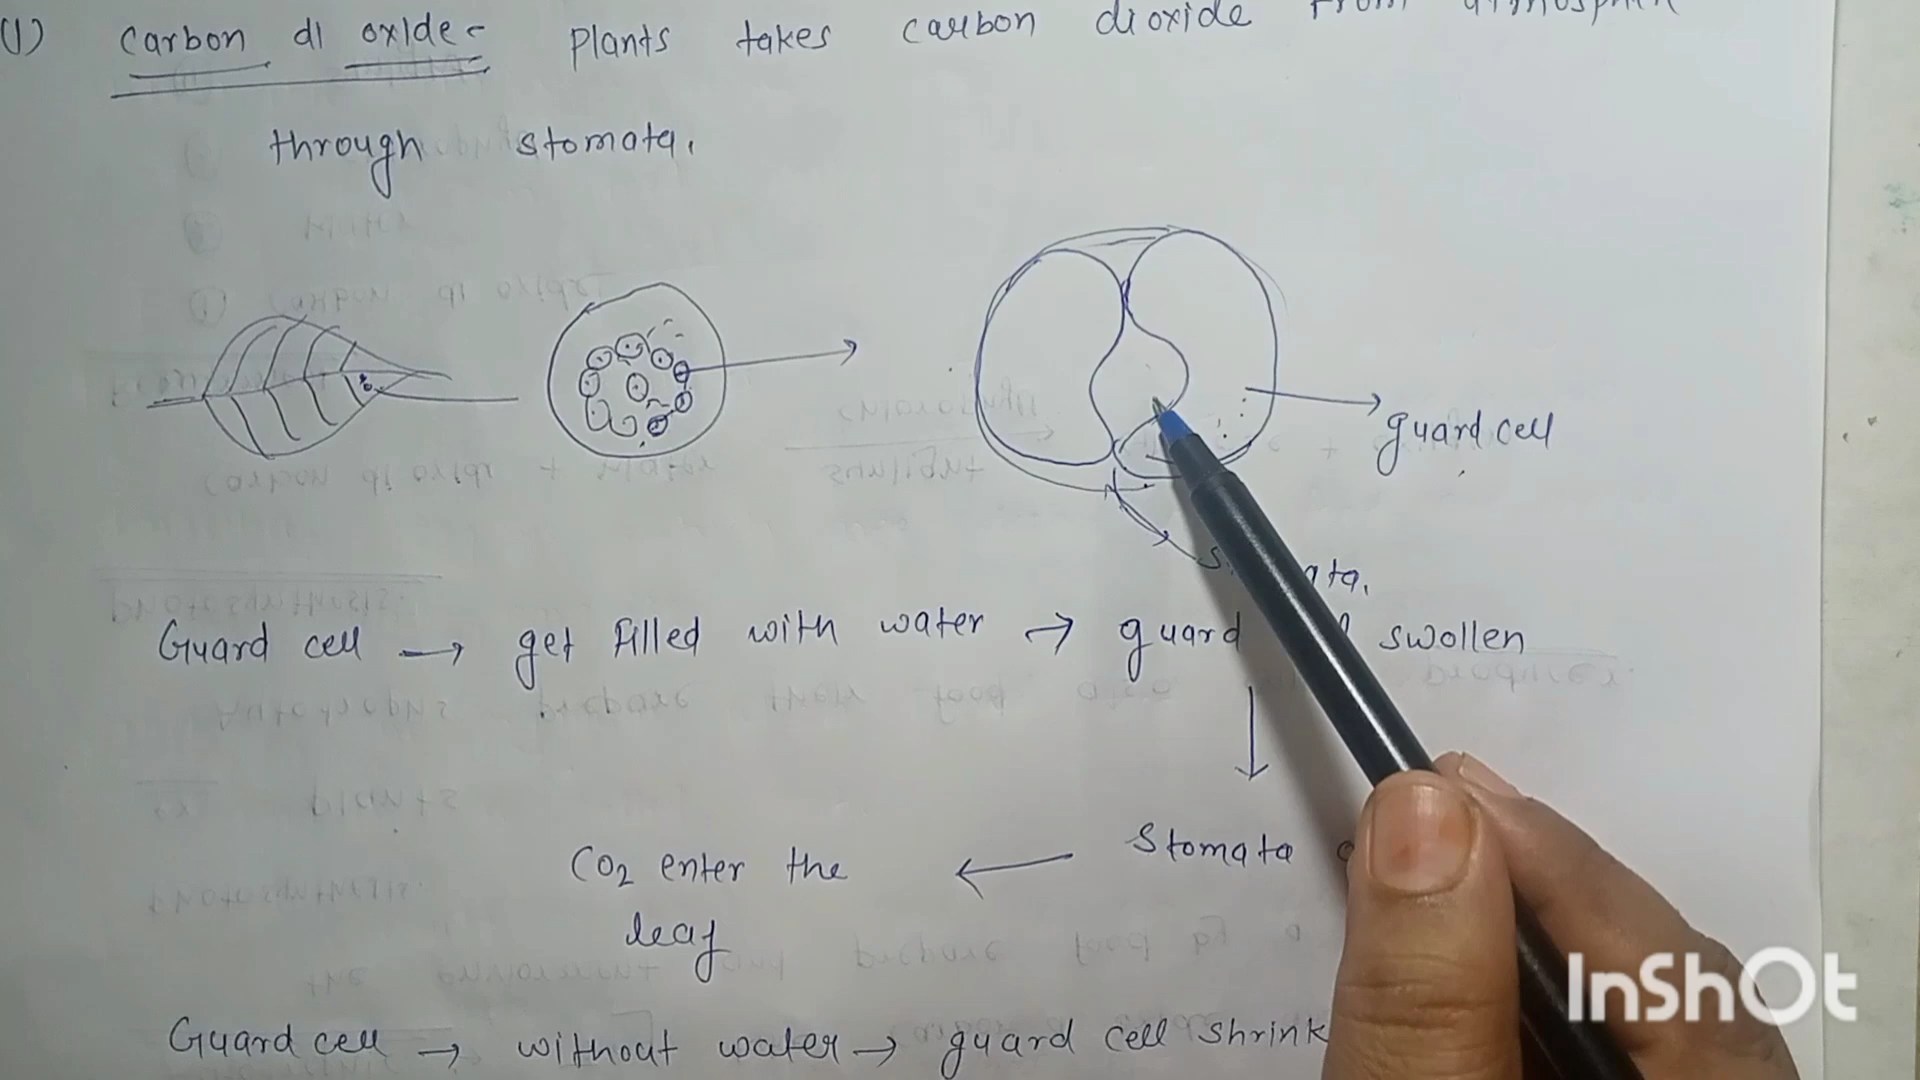 (1) Carbon di oxide - Plants takes carbon dioxide From
through stomata.
guard cell
Guard cell → get Filled with water → guard swollen
Stomata
CO2 enter the ←
leaf
Guard cell → without water → guard cell shrink
InShOt